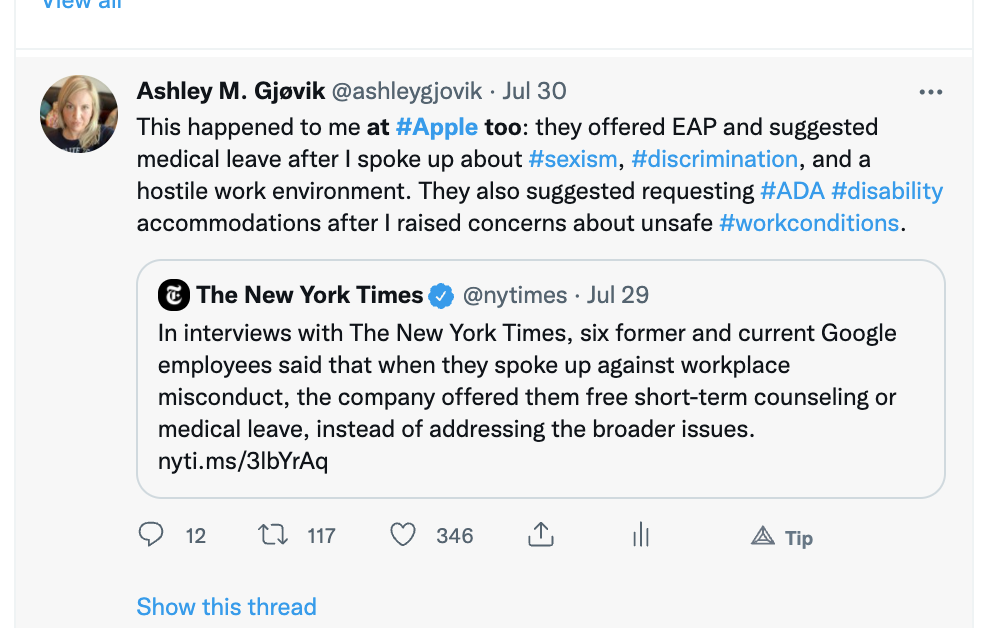 View all
Ashley M. Gjøvik @ashleygjovik · Jul 30
This happened to me at #Apple too: they offered EAP and suggested
medical leave after I spoke up about #sexism, #discrimination, and a
hostile work environment. They also suggested requesting #ADA #disability
accommodations after I raised concerns about unsafe #workconditions.
The New York Times @nytimes · Jul 29
In interviews with The New York Times, six former and current Google
employees said that when they spoke up against workplace
misconduct, the company offered them free short-term counseling or
medical leave, instead of addressing the broader issues.
nyti.ms/3lbYrAq
12 117 346 Tip
Show this thread